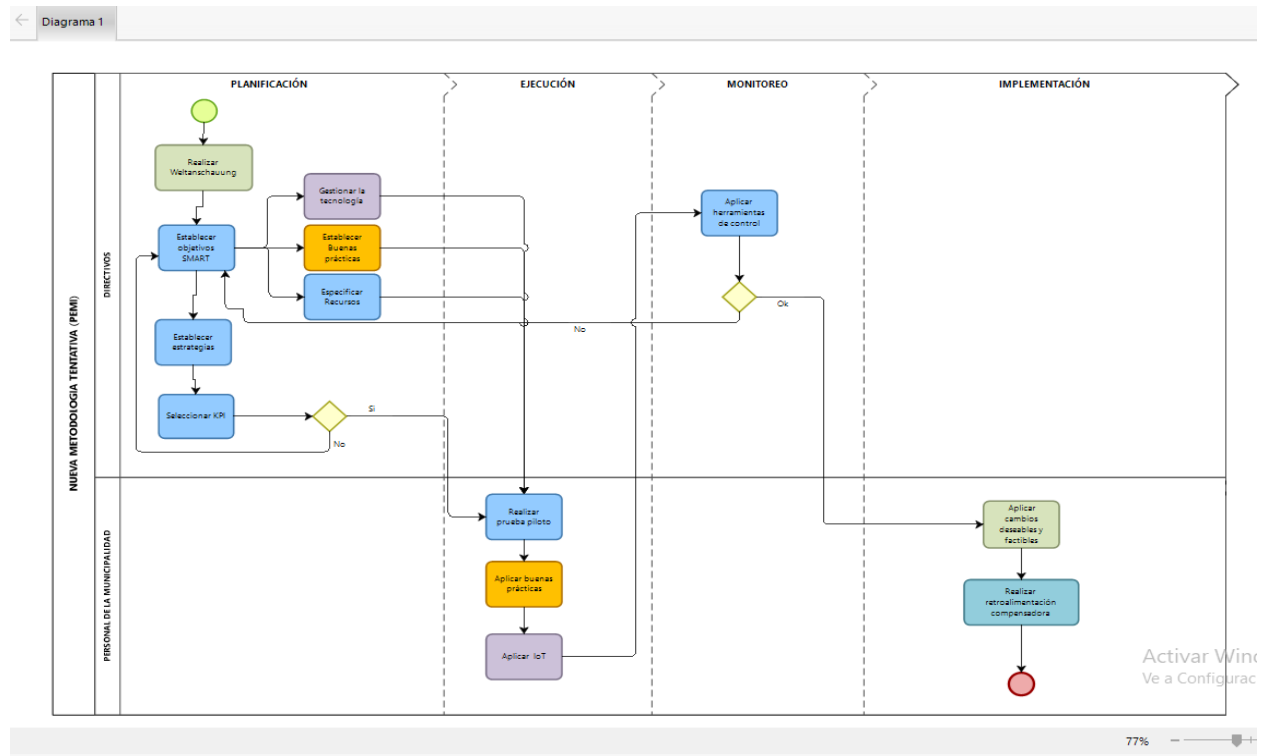 Diagrama 1
PLANIFICACIÓN
EJECUCIÓN
MONITOREO
IMPLEMENTACIÓN
NUEVA METODOLOGIA TENTATIVA (PEMI)
DIRECTIVOS
Realizar
Weltanschauung
Establecer
objetivos
SMART
Establecer
estrategias
Seleccionar KPI
Gestionar la
tecnología
Establecer
Buenas
prácticas
Especificar
Recursos
Si
No
No
Aplicar
herramientas
de control
Ok
PERSONAL DE LA MUNICIPALIDAD
Realizar
prueba piloto
Aplicar buenas
prácticas
Aplicar IoT
Aplicar
cambios
deseables y
factibles
Realizar
retroalimentación
compensadora
Activar Wind
Ve a Configurac
77%